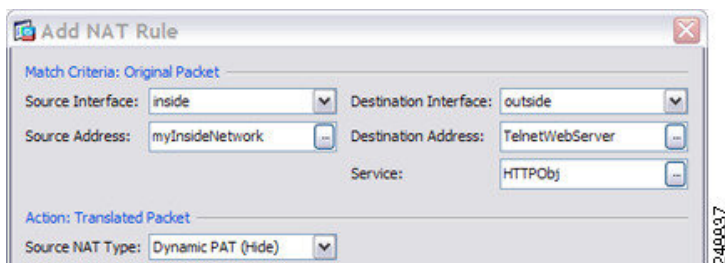 Add NAT Rule
Match Criteria: Original Packet
Source Interface: inside Destination Interface: outside
Source Address: myInsideNetwork ... Destination Address: TelnetWebServer ...
Service: HTTPObj ...
Action: Translated Packet
Source NAT Type: Dynamic PAT (Hide)
248837